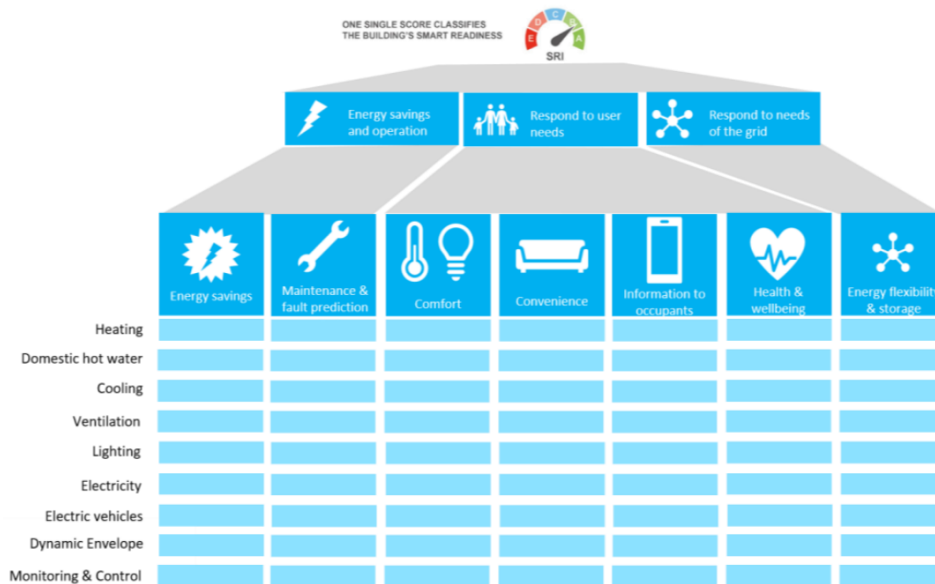 ONE SINGLE SCORE CLASSIFIES
THE BUILDING'S SMART READINESS
E
D
C
B
A
SRI
Energy savings
and operation
Respond to user
needs
Respond to needs
of the grid
Energy savings
Maintenance &
fault prediction
Comfort
Convenience
Information to
occupants
Health &
wellbeing
Energy flexibility
& storage
Heating
Domestic hot water
Cooling
Ventilation
Lighting
Electricity
Electric vehicles
Dynamic Envelope
Monitoring & Control